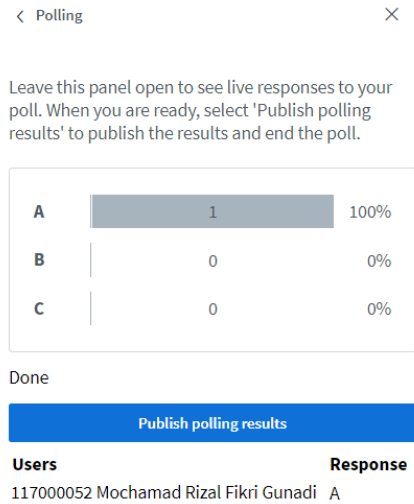 Polling
Leave this panel open to see live responses to your
poll. When you are ready, select 'Publish polling
results' to publish the results and end the poll.
A 1 100%
B 0 0%
C 0 0%
Done
Publish polling results
Users Response
117000052 Mochamad Rizal Fikri Gunadi A